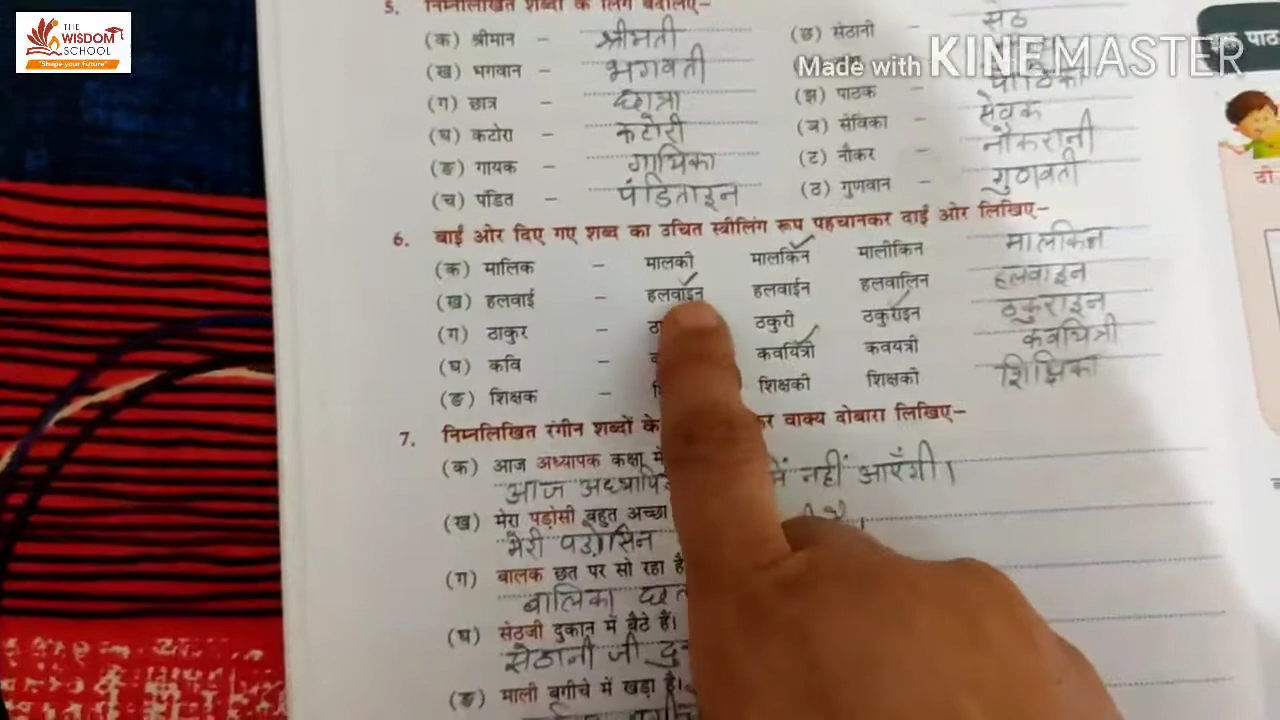 THE
WISDOM
SCHOOL
"Shape your Future"
Made with KINEMASTER
5. निम्नलिखित शब्दों के लिंग बदलिए–
(क) श्रीमान – श्रीमती (छ) सेठानी – सेठ
(ख) भगवान – भगवती
(ग) छात्र – छात्रा (झ) पाठक – पाठिका
(घ) कटोरा – कटोरी (ञ) सेविका – सेवक
(ङ) गायक – गायिका (ट) नौकर – नौकरानी
(च) पंडित – पंडिताइन (ठ) गुणवान – गुणवती
6. बाईं ओर दिए गए शब्द का उचित स्त्रीलिंग रूप पहचानकर दाईं ओर लिखिए–
(क) मालिक – मालकी मालकिन मालीकिन मालकिन
(ख) हलवाई – हलवाइन हलवाईन हलवालिन हलवाइन
(ग) ठाकुर – ठकुरी ठकुराइन ठकुराइन
(घ) कवि – कवयित्री कवयत्री कवयित्री
(ङ) शिक्षक – शिक्षकी शिक्षको शिक्षिका
7. निम्नलिखित रंगीन शब्दों के कर वाक्य दोबारा लिखिए–
(क) आज अध्यापक कक्षा में
आज में नहीं आएँगी।
(ख) मेरा पड़ोसी बहुत अच्छा
मेरी पड़ोसिन है।
(ग) बालक छत पर सो रहा है
बालिका छत
(घ) सेठजी दुकान में बैठे हैं।
सेठानी जी
(ङ) माली बगीचे में खड़ा है।
पाठ